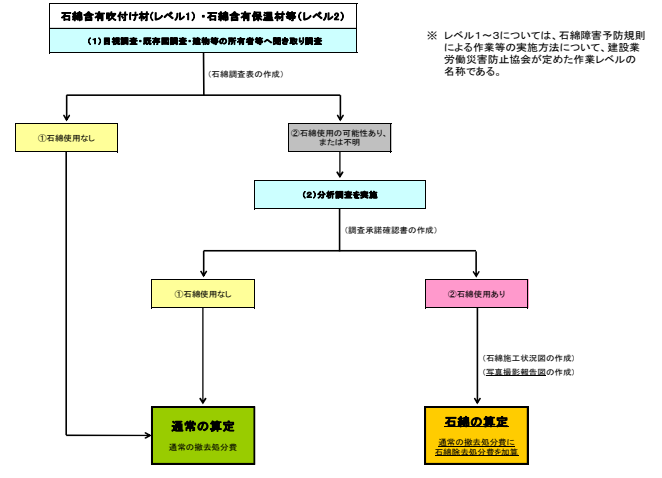 石綿含有吹付け材(レベル1)・石綿含有保温材等(レベル2)
(1)目視調査・既存図調査・建物等の所有者等へ聞き取り調査
※ レベル1～3については、石綿障害予防規則
による作業等の実施方法について、建設業
労働災害防止協会が定めた作業レベルの
名称である。
(石綿調査表の作成)
①石綿使用なし
②石綿使用の可能性あり、
または不明
(2)分析調査を実施
(調査承諾確認書の作成)
①石綿使用なし
②石綿使用あり
(石綿施工状況図の作成)
(写真撮影報告図の作成)
通常の算定
通常の撤去処分費
石綿の算定
通常の撤去処分費に
石綿除去処分費を加算